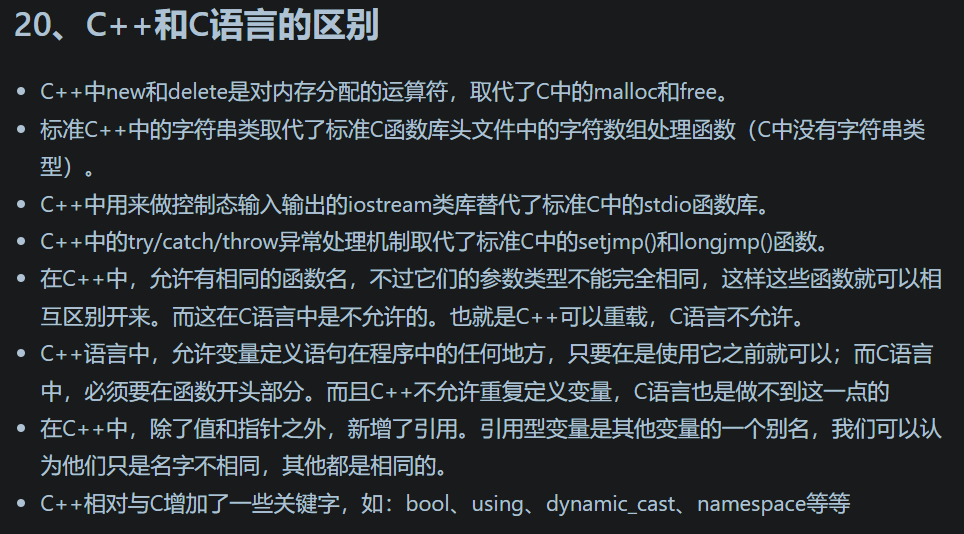 20、C++和C语言的区别
C++中new和delete是对内存分配的运算符，取代了C中的malloc和free。
标准C++中的字符串类取代了标准C函数库头文件中的字符数组处理函数（C中没有字符串类
型）。
C++中用来做控制态输入输出的iostream类库替代了标准C中的stdio函数库。
C++中的try/catch/throw异常处理机制取代了标准C中的setjmp()和longjmp()函数。
在C++中，允许有相同的函数名，不过它们的参数类型不能完全相同，这样这些函数就可以相
互区别开来。而这在C语言中是不允许的。也就是C++可以重载，C语言不允许。
C++语言中，允许变量定义语句在程序中的任何地方，只要在是使用它之前就可以；而C语言
中，必须要在函数开头部分。而且C++不允许重复定义变量，C语言也是做不到这一点的
在C++中，除了值和指针之外，新增了引用。引用型变量是其他变量的一个别名，我们可以认
为他们只是名字不相同，其他都是相同的。
C++相对与C增加了一些关键字，如：bool、using、dynamic_cast、namespace等等